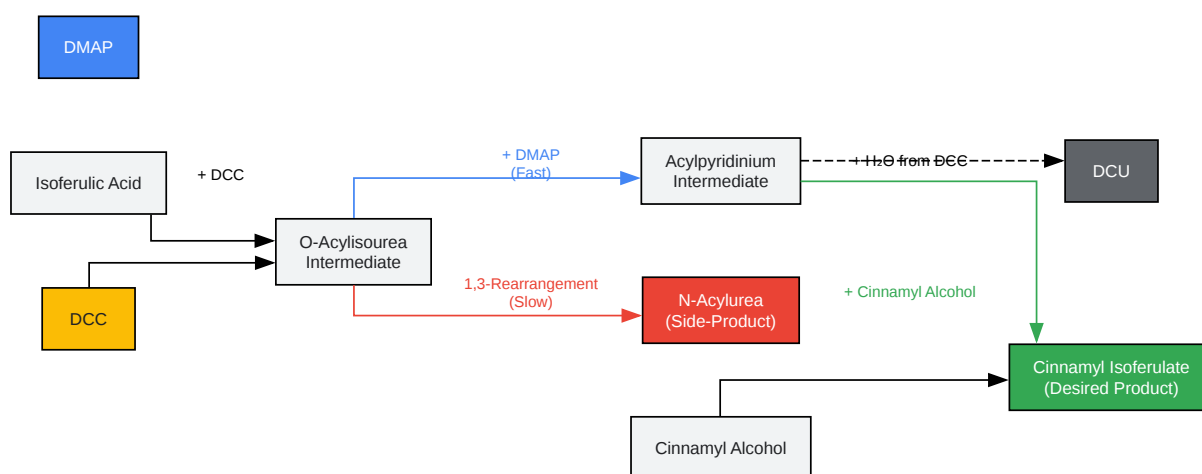 DMAP
Isoferulic Acid
+ DCC
DCC
O-Acylisourea
Intermediate
+ DMAP
(Fast)
1,3-Rearrangement
(Slow)
Acylpyridinium
Intermediate
+ H₂O from DCC
DCU
N-Acylurea
(Side-Product)
+ Cinnamyl Alcohol
Cinnamyl Isoferulate
(Desired Product)
Cinnamyl Alcohol